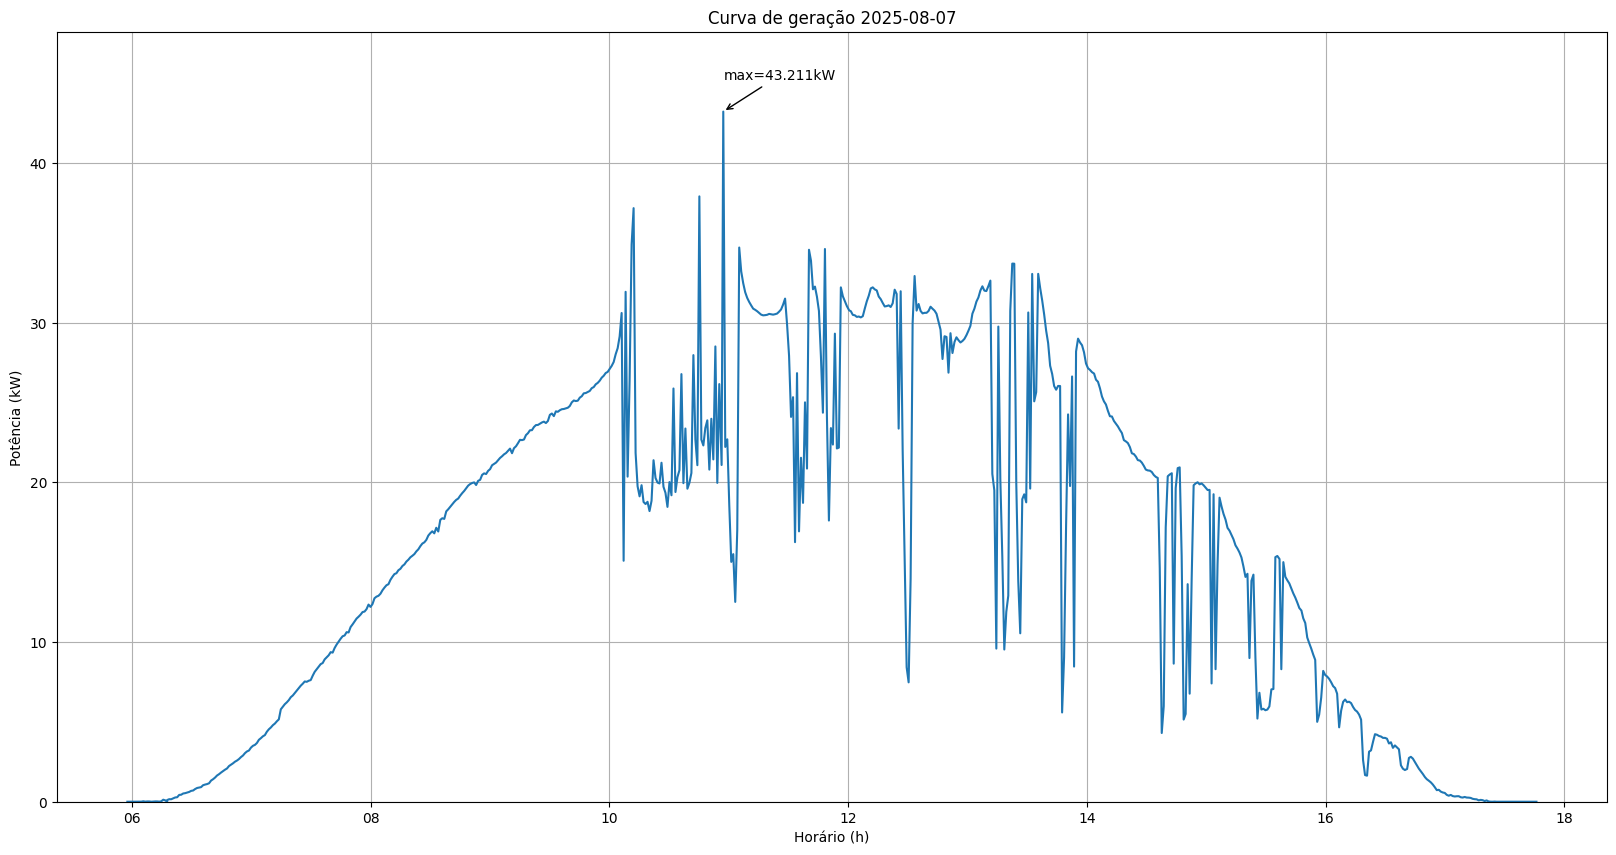 Curva de geração 2025-08-07
max=43.211kW
Potência (kW)
40
30
20
10
0
06 08 10 12 14 16 18
Horário (h)